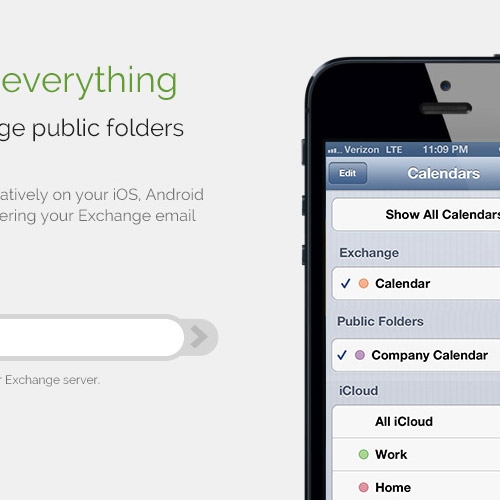 everything
ge public folders
atively on your iOS, Android
ering your Exchange email
r Exchange server.
Verizon LTE 11:09 PM
Edit Calendars
Show All Calendars
Exchange
Calendar
Public Folders
Company Calendar
iCloud
All iCloud
Work
Home